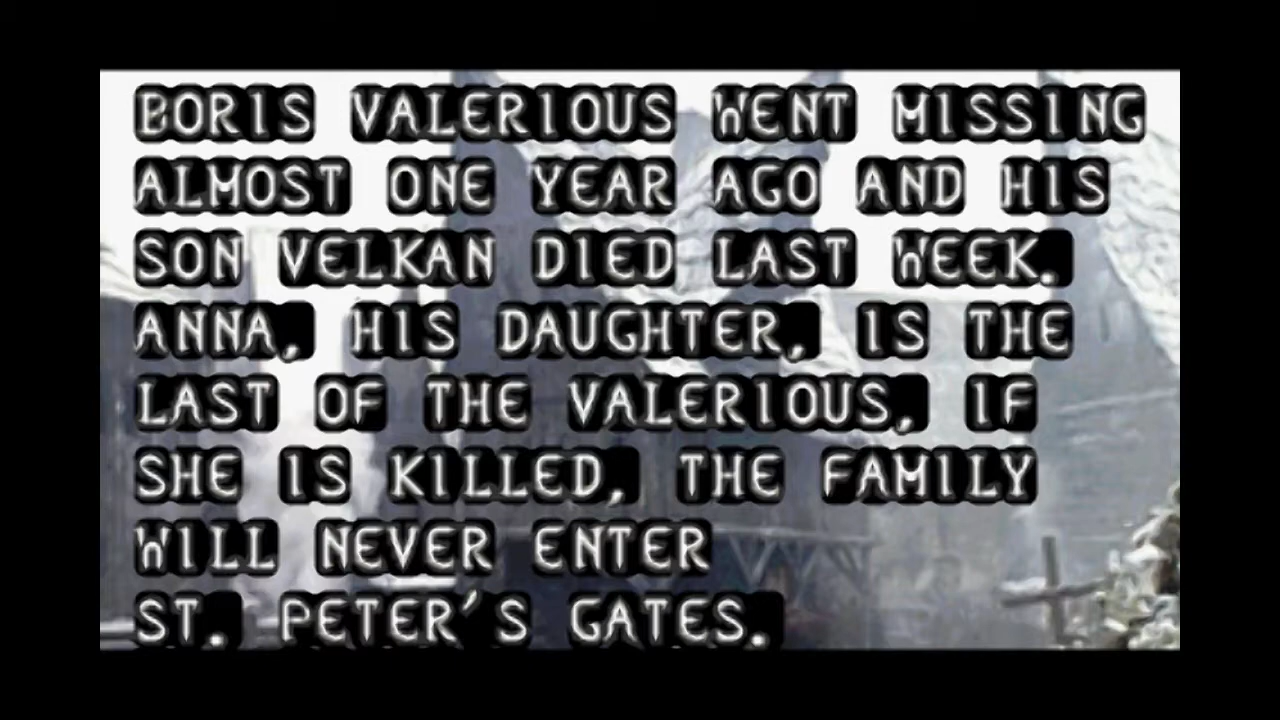 BORIS VALERIOUS WENT MISSING
ALMOST ONE YEAR AGO AND HIS
SON VELKAN DIED LAST WEEK.
ANNA, HIS DAUGHTER, IS THE
LAST OF THE VALERIOUS, IF
SHE IS KILLED, THE FAMILY
WILL NEVER ENTER
ST. PETER'S GATES.